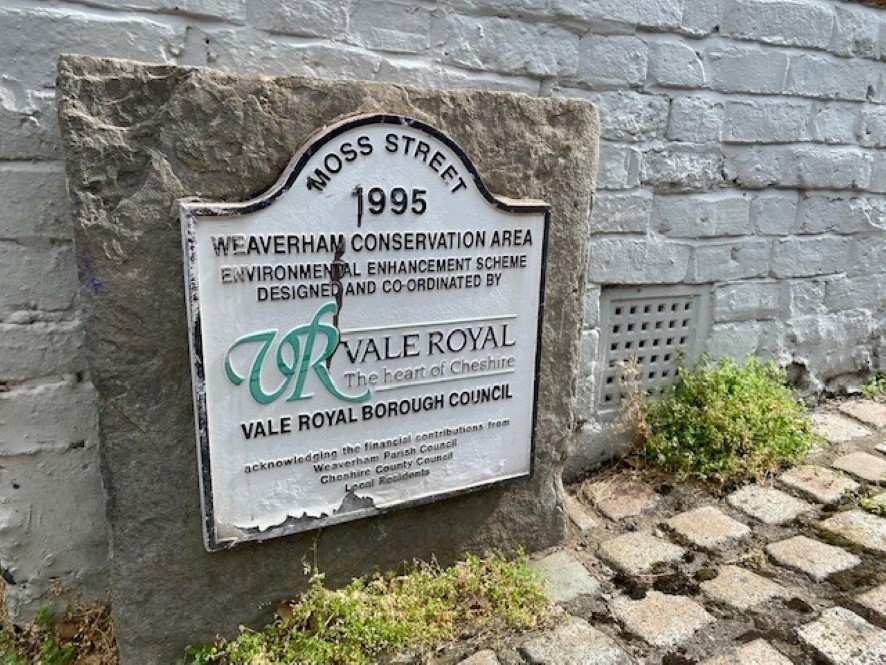 MOSS STREET
1995
WEAVERHAM CONSERVATION AREA
ENVIRONMENTAL ENHANCEMENT SCHEME
DESIGNED AND CO-ORDINATED BY
VR VALE ROYAL
The heart of Cheshire
VALE ROYAL BOROUGH COUNCIL
acknowledging the financial contributions from
Weaverham Parish Council
Cheshire County Council
Local Residents